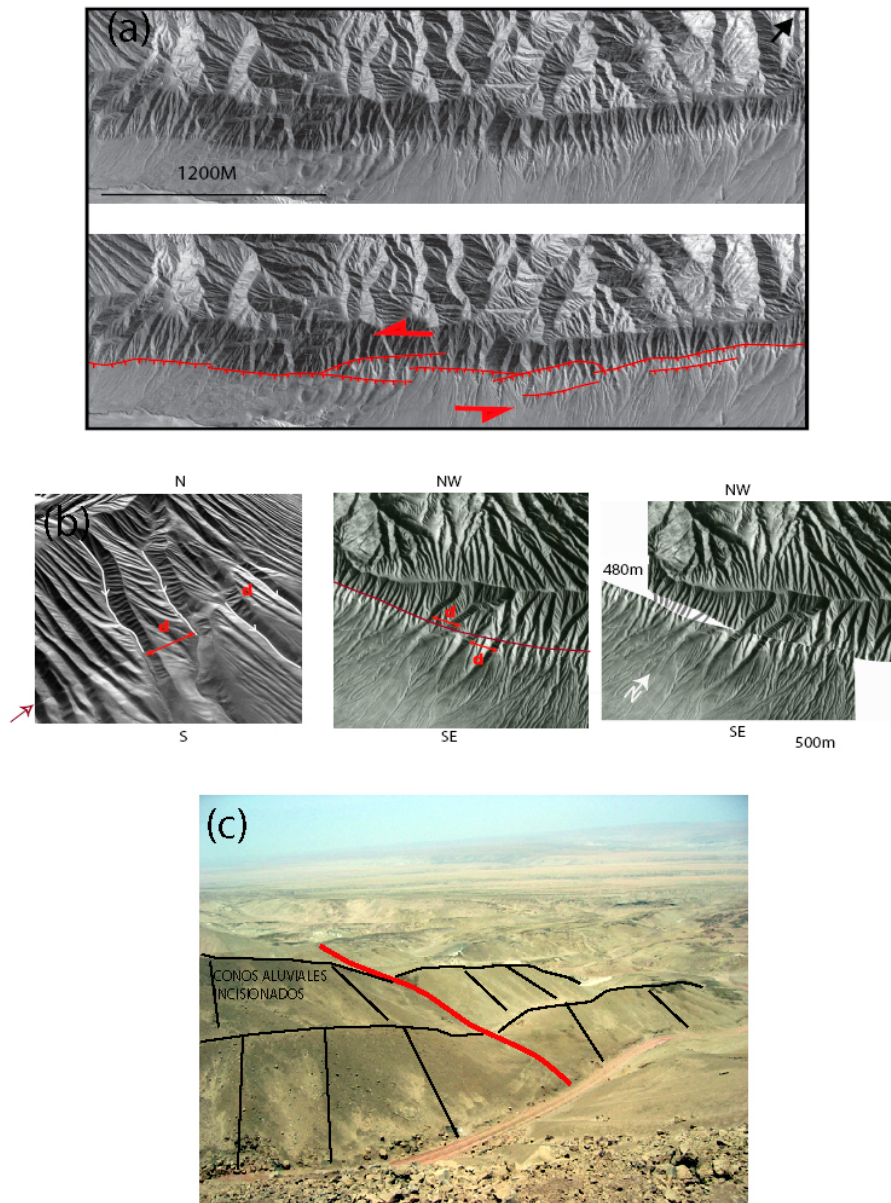 (a)
1200M
N
(b)
d
d
S
NW
d
d
SE
NW
480m
N
SE
500m
(c)
CONOS ALUVIALES
INCISIONADOS